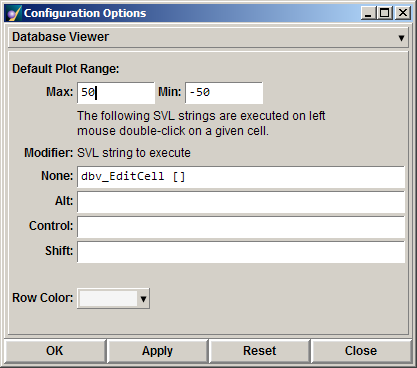 Configuration Options
Database Viewer
Default Plot Range:
Max: 50 Min: -50
The following SVL strings are executed on left
mouse double-click on a given cell.
Modifier: SVL string to execute
None: dbv_EditCell []
Alt:
Control:
Shift:
Row Color:
OK Apply Reset Close